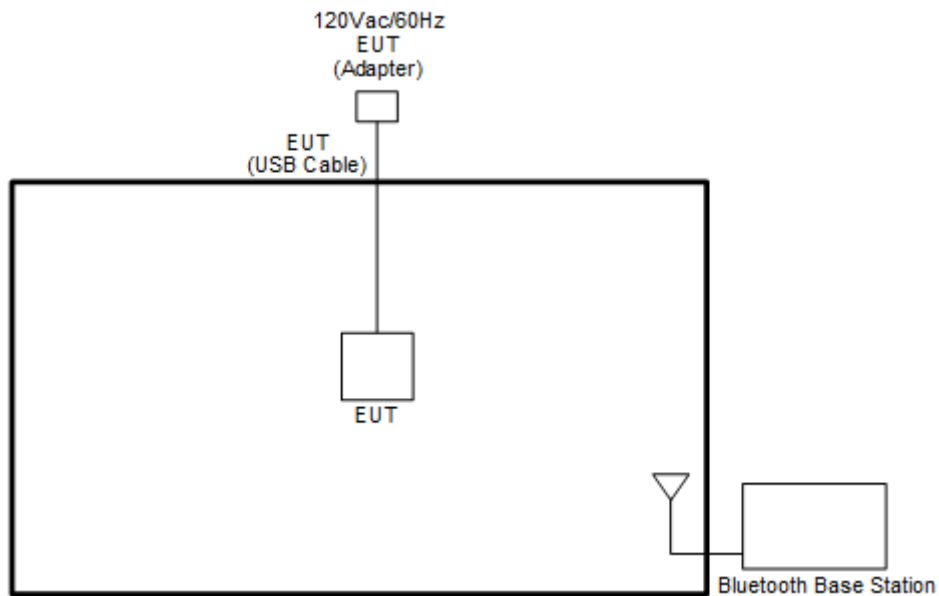 120Vac/60Hz
EUT
(Adapter)
EUT
(USB Cable)
EUT
Bluetooth Base Station